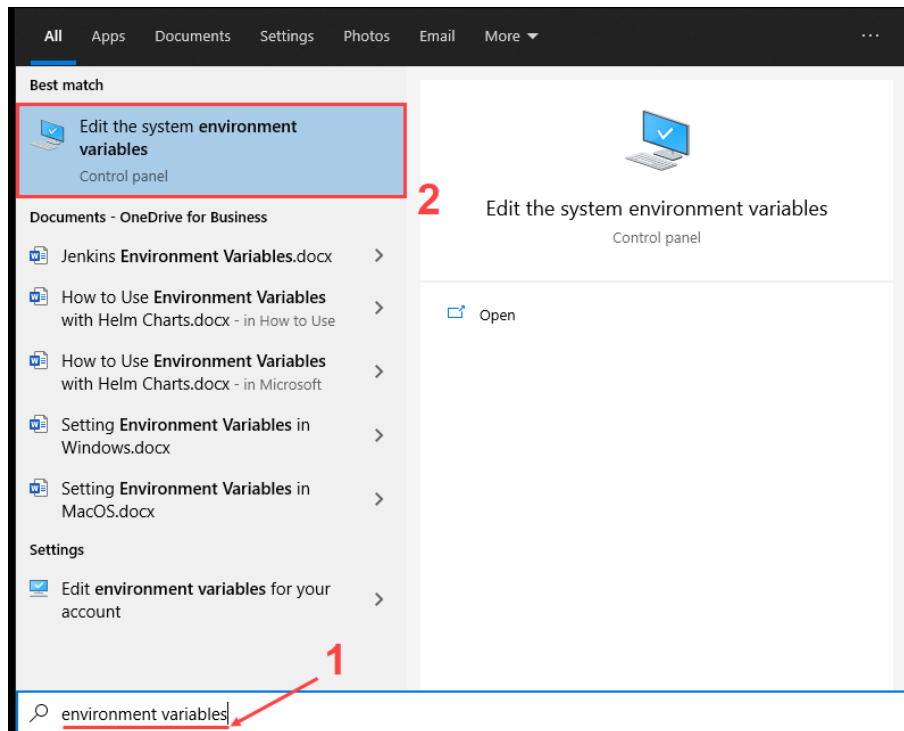 All Apps Documents Settings Photos Email More ...
Best match
Edit the system environment
variables
Control panel
2
Documents - OneDrive for Business
Jenkins Environment Variables.docx
How to Use Environment Variables
with Helm Charts.docx - in How to Use
How to Use Environment Variables
with Helm Charts.docx - in Microsoft
Setting Environment Variables in
Windows.docx
Setting Environment Variables in
MacOS.docx
Settings
Edit environment variables for your
account
Edit the system environment variables
Control panel
Open
1
environment variables